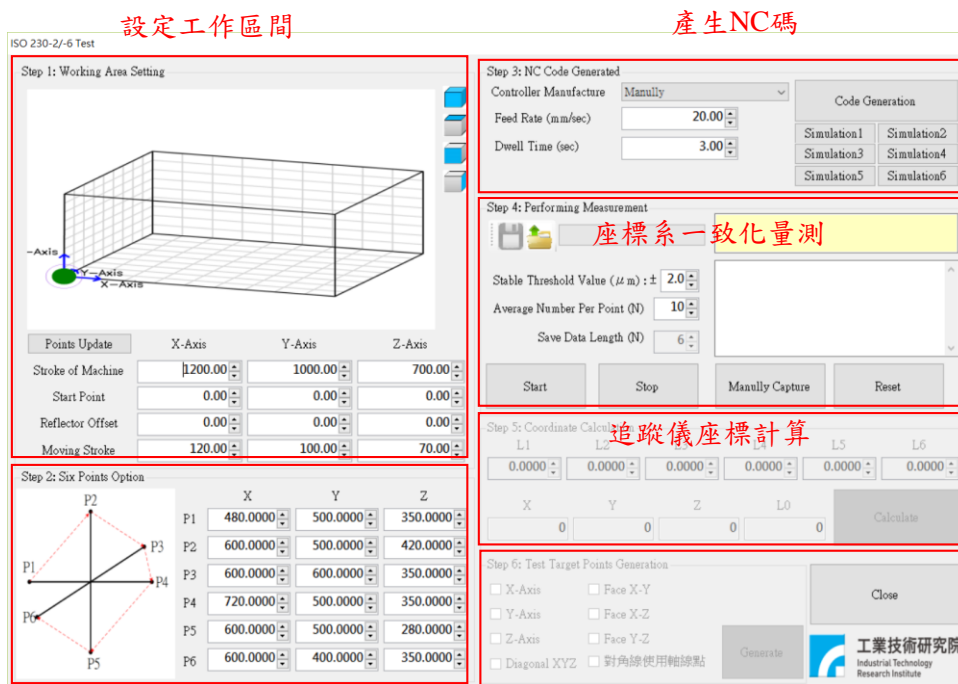 設定工作區間
產生NC碼
ISO 230-2/-6 Test
Step 1: Working Area Setting
-Axis
Y-Axis
X-Axis
Points Update X-Axis Y-Axis Z-Axis
Stroke of Machine 1200.00 1000.00 700.00
Start Point 0.00 0.00 0.00
Reflector Offset 0.00 0.00 0.00
Moving Stroke 120.00 100.00 70.00
Step 2: Six Points Option
P2
P3
P1
P4
P6
P5
X Y Z
P1 480.0000 500.0000 350.0000
P2 600.0000 500.0000 420.0000
P3 600.0000 600.0000 350.0000
P4 720.0000 500.0000 350.0000
P5 600.0000 500.0000 280.0000
P6 600.0000 400.0000 350.0000
Step 3: NC Code Generated
Controller Manufacture Manully
Feed Rate (mm/sec) 20.00
Dwell Time (sec) 3.00
Code Generation
Simulation1 Simulation2
Simulation3 Simulation4
Simulation5 Simulation6
Step 4: Performing Measurement
座標系一致化量測
Stable Threshold Value (μm) : ± 2.0
Average Number Per Point (N) 10
Save Data Length (N) 6
Start Stop Manully Capture Reset
Step 5: Coordinate Calculation
追蹤儀座標計算
L1 L2 L3 L4 L5 L6
0.0000 0.0000 0.0000 0.0000 0.0000 0.0000
X Y Z L0
0 0 0 0
Calculate
Step 6: Test Target Points Generation
X-Axis Face X-Y
Y-Axis Face X-Z
Z-Axis Face Y-Z
Diagonal XYZ 對角線使用軸線點
Generate
Close
工業技術研究院
Industrial Technology
Research Institute